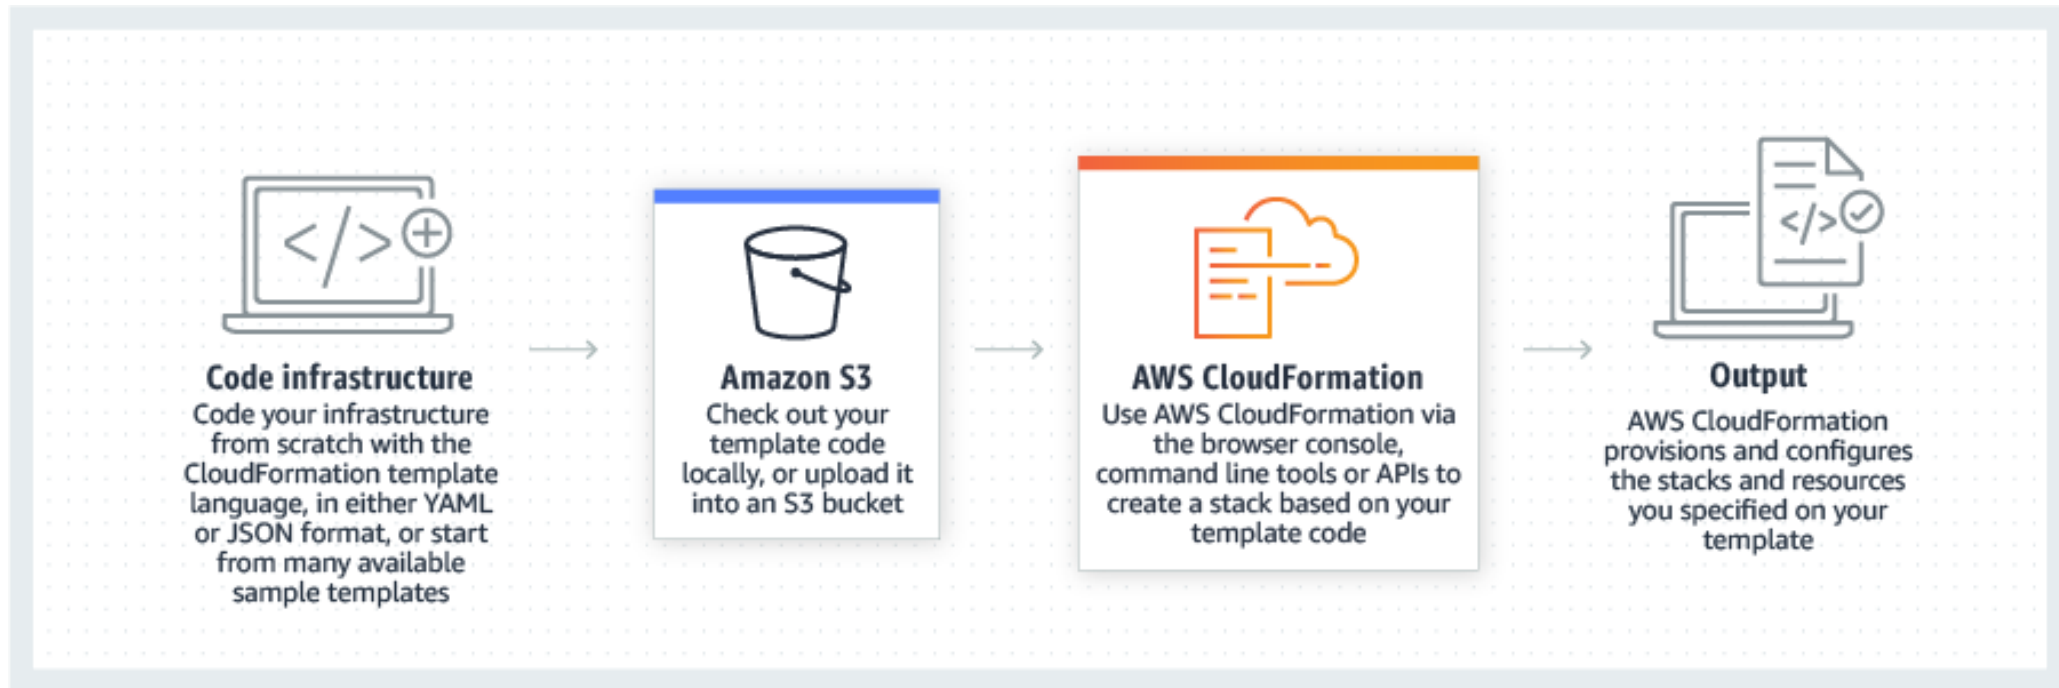 Code infrastructure
Code your infrastructure
from scratch with the
CloudFormation template
language, in either YAML
or JSON format, or start
from many available
sample templates
Amazon S3
Check out your
template code
locally, or upload it
into an S3 bucket
AWS CloudFormation
Use AWS CloudFormation via
the browser console,
command line tools or APIs to
create a stack based on your
template code
Output
AWS CloudFormation
provisions and configures
the stacks and resources
you specified on your
template